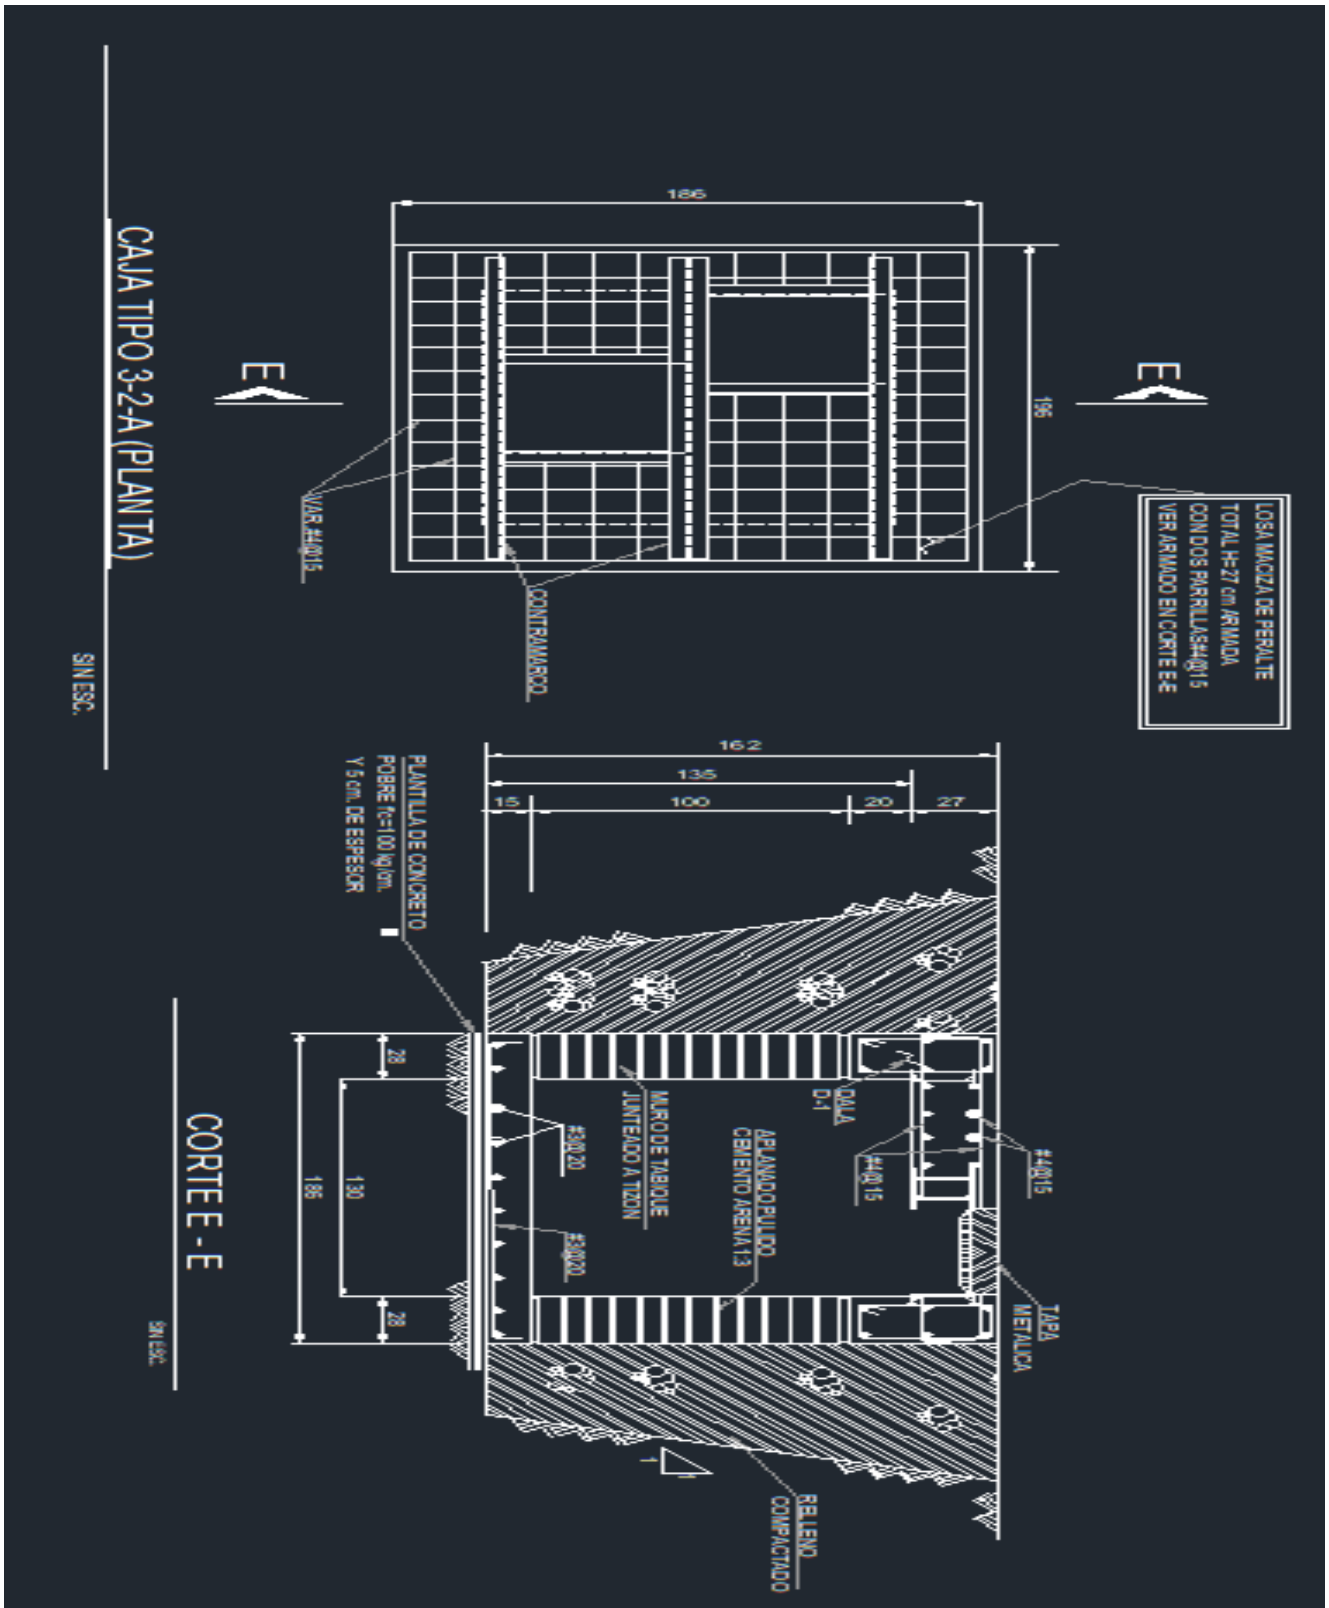 186
196
E
E
LOSA MACIZA DE PERALTE
TOTAL H=27 cm ARMADA
CON DOS PARRILLAS#4@15
VER ARMADO EN CORTE E-E
VAR.##4@15
CONTRAMARCO
CAJA TIPO 3-2-A (PLANTA)
SIN ESC.
162
135
15
100
20
27
PLANTILLA DE CONCRETO
POBRE f'c=100 kg/cm.
Y 5 cm. DE ESPESOR
DALA
D-1
#4@15
#4@15
APLANADO PULIDO
CEMENTO ARENA 1:3
MURO DE TABIQUE
JUNTEADO A TIZON
#3@20
#3@20
TAPA
METALICA
28
28
130
186
1
1
RELLENO
COMPACTADO
CORTE E - E
SIN ESC.